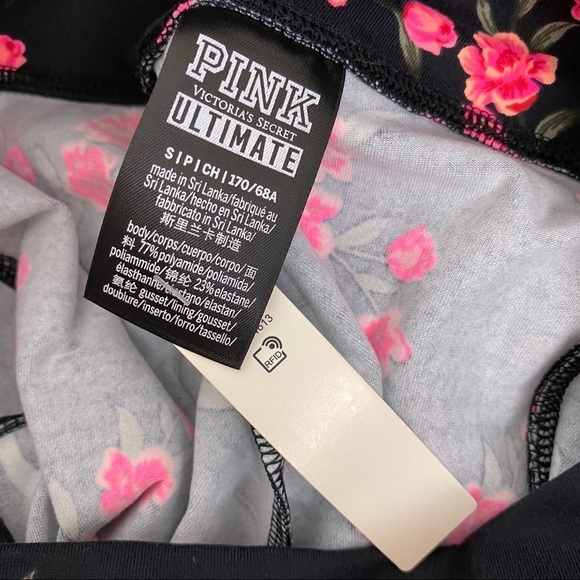 PINK
VICTORIA'S SECRET
ULTIMATE
S|P|CH|170/68A
made in Sri Lanka/fabriqué au
Sri Lanka/hecho en Sri Lanka/
fabbricato in Sri Lanka/
斯里兰卡制造
body/corps/cuerpo/corpo/面
料 77% polyamide/poliamida/
poliammide/锦纶 23% elastane/
élasthanne/elastano/elastan/
氨纶 gusset/lining/gousset/
doublure/inserto/forro/tassello/
613
RFID